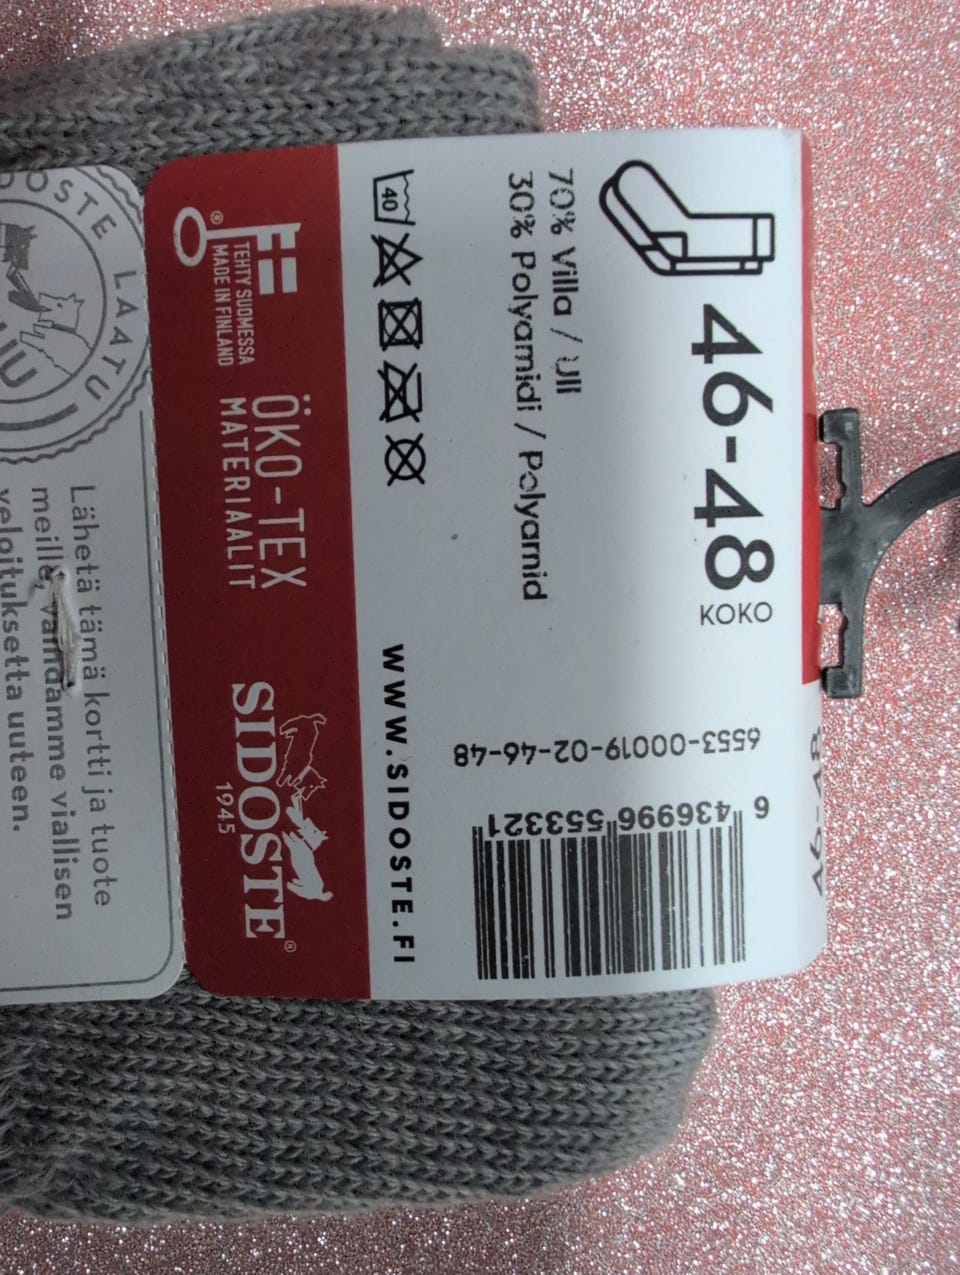 46-48
KOKO
70% Villa / Ull
30% Polyamidi / Polyamid
40
WWW.SIDOSTE.FI
6553-00019-02-46-48
6 436996 553321
46-48
TEHTY SUOMESSA
MADE IN FINLAND
ÖKO-TEX
MATERIAALIT
SIDOSTE®
1945
LAATU
Lähetä tämä kortti ja tuote
meille, vaihdamme viallisen
veloituksetta uuteen.